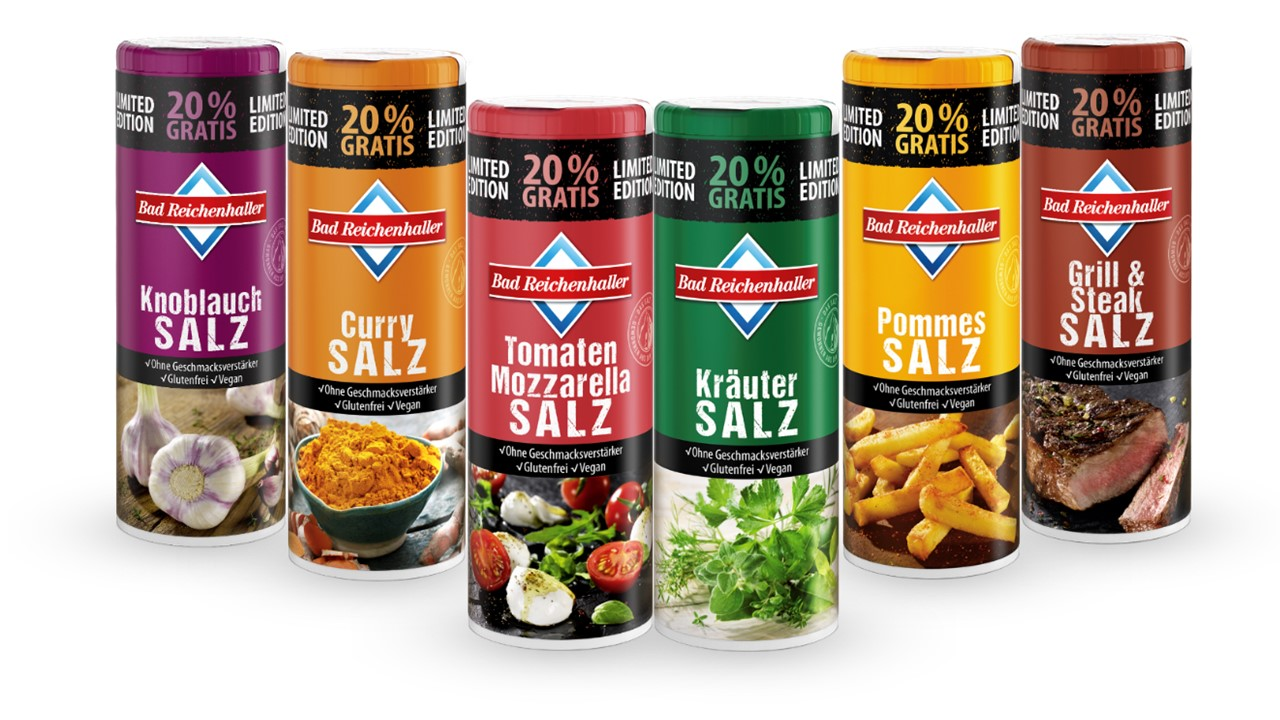 LIMITED EDITION
20 % GRATIS
LIMITED EDITION
Bad Reichenhaller
Knoblauch
SALZ
√Ohne Geschmacksverstärker
√Glutenfrei √Vegan
LIMITED EDITION
20 % GRATIS
LIMITED EDITION
Bad Reichenhaller
Curry
SALZ
√Ohne Geschmacksverstärker
√Glutenfrei √Vegan
LIMITED EDITION
20 % GRATIS
LIMITED EDITION
Bad Reichenhaller
Tomaten
Mozzarella
SALZ
√Ohne Geschmacksverstärker
√Glutenfrei √Vegan
LIMITED EDITION
20 % GRATIS
LIMITED EDITION
Bad Reichenhaller
Kräuter
SALZ
√Ohne Geschmacksverstärker
√Glutenfrei √Vegan
LIMITED EDITION
20 % GRATIS
LIMITED EDITION
Bad Reichenhaller
Pommes
SALZ
√Ohne Geschmacksverstärker
√Glutenfrei √Vegan
LIMITED EDITION
20 % GRATIS
LIMITED EDITION
Bad Reichenhaller
Grill &
Steak
SALZ
√Ohne Geschmacksverstärker
√Glutenfrei √Vegan